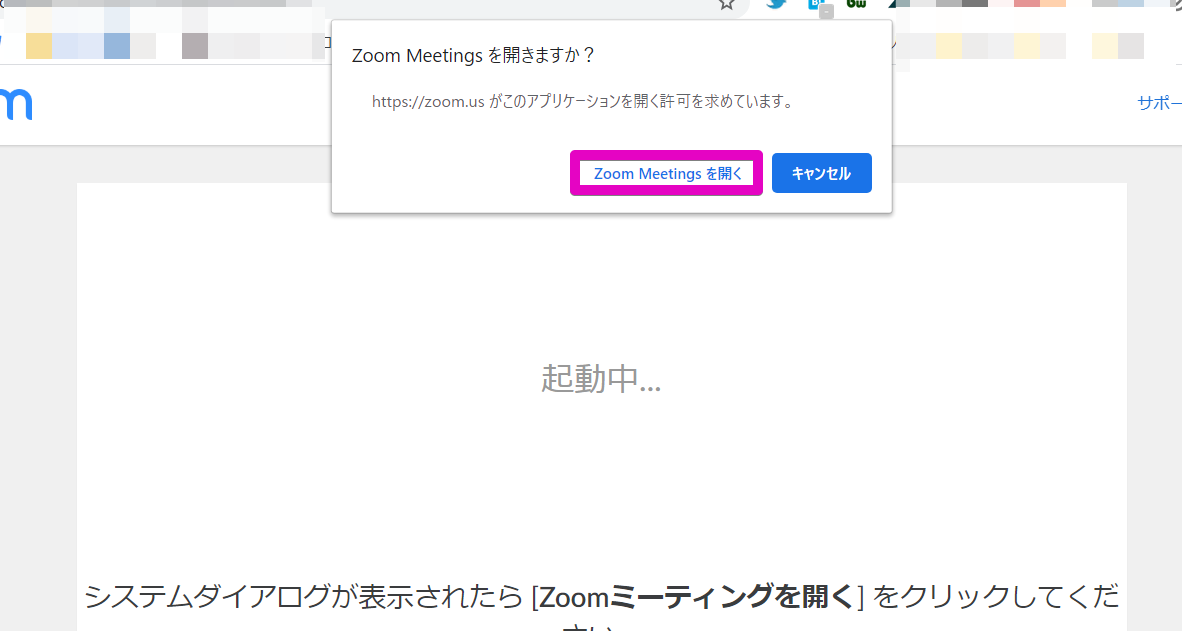 Zoom Meetings を開きますか？
https://zoom.us がこのアプリケーションを開く許可を求めています。
Zoom Meetings を開く
キャンセル
m
サポー
起動中...
システムダイアログが表示されたら [Zoomミーティングを開く] をクリックしてくだ